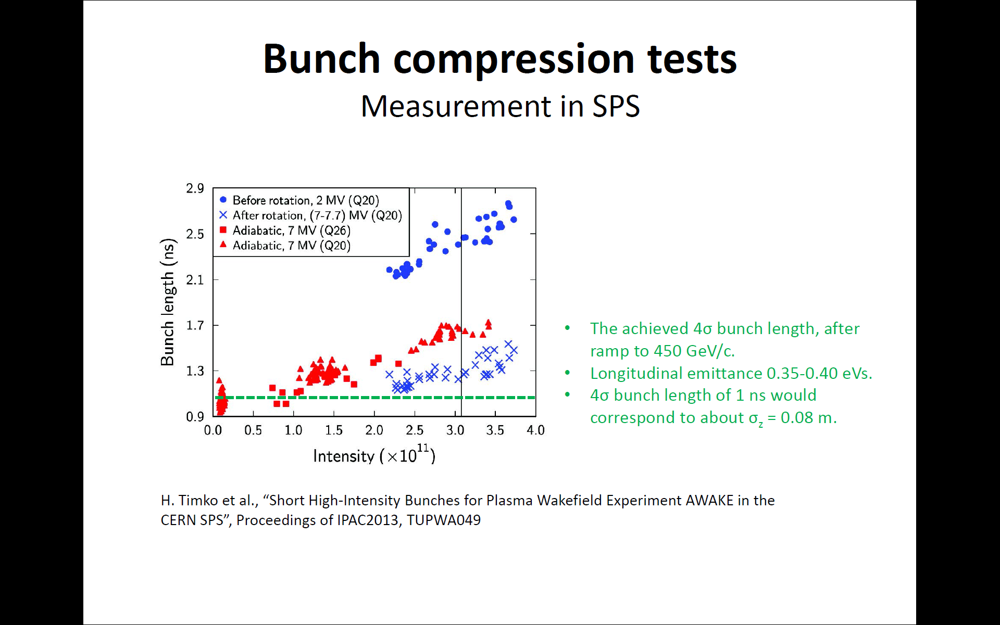 Bunch compression tests
Measurement in SPS
2.9
2.5
2.1
1.7
1.3
0.9
Bunch length (ns)
Before rotation, 2 MV (Q20)
After rotation, (7-7.7) MV (Q20)
Adiabatic, 7 MV (Q26)
Adiabatic, 7 MV (Q20)
0.0 0.5 1.0 1.5 2.0 2.5 3.0 3.5 4.0
Intensity (×10¹¹)
• The achieved 4σ bunch length, after
ramp to 450 GeV/c.
• Longitudinal emittance 0.35-0.40 eVs.
• 4σ bunch length of 1 ns would
correspond to about σz = 0.08 m.
H. Timko et al., “Short High-Intensity Bunches for Plasma Wakefield Experiment AWAKE in the
CERN SPS”, Proceedings of IPAC2013, TUPWA049